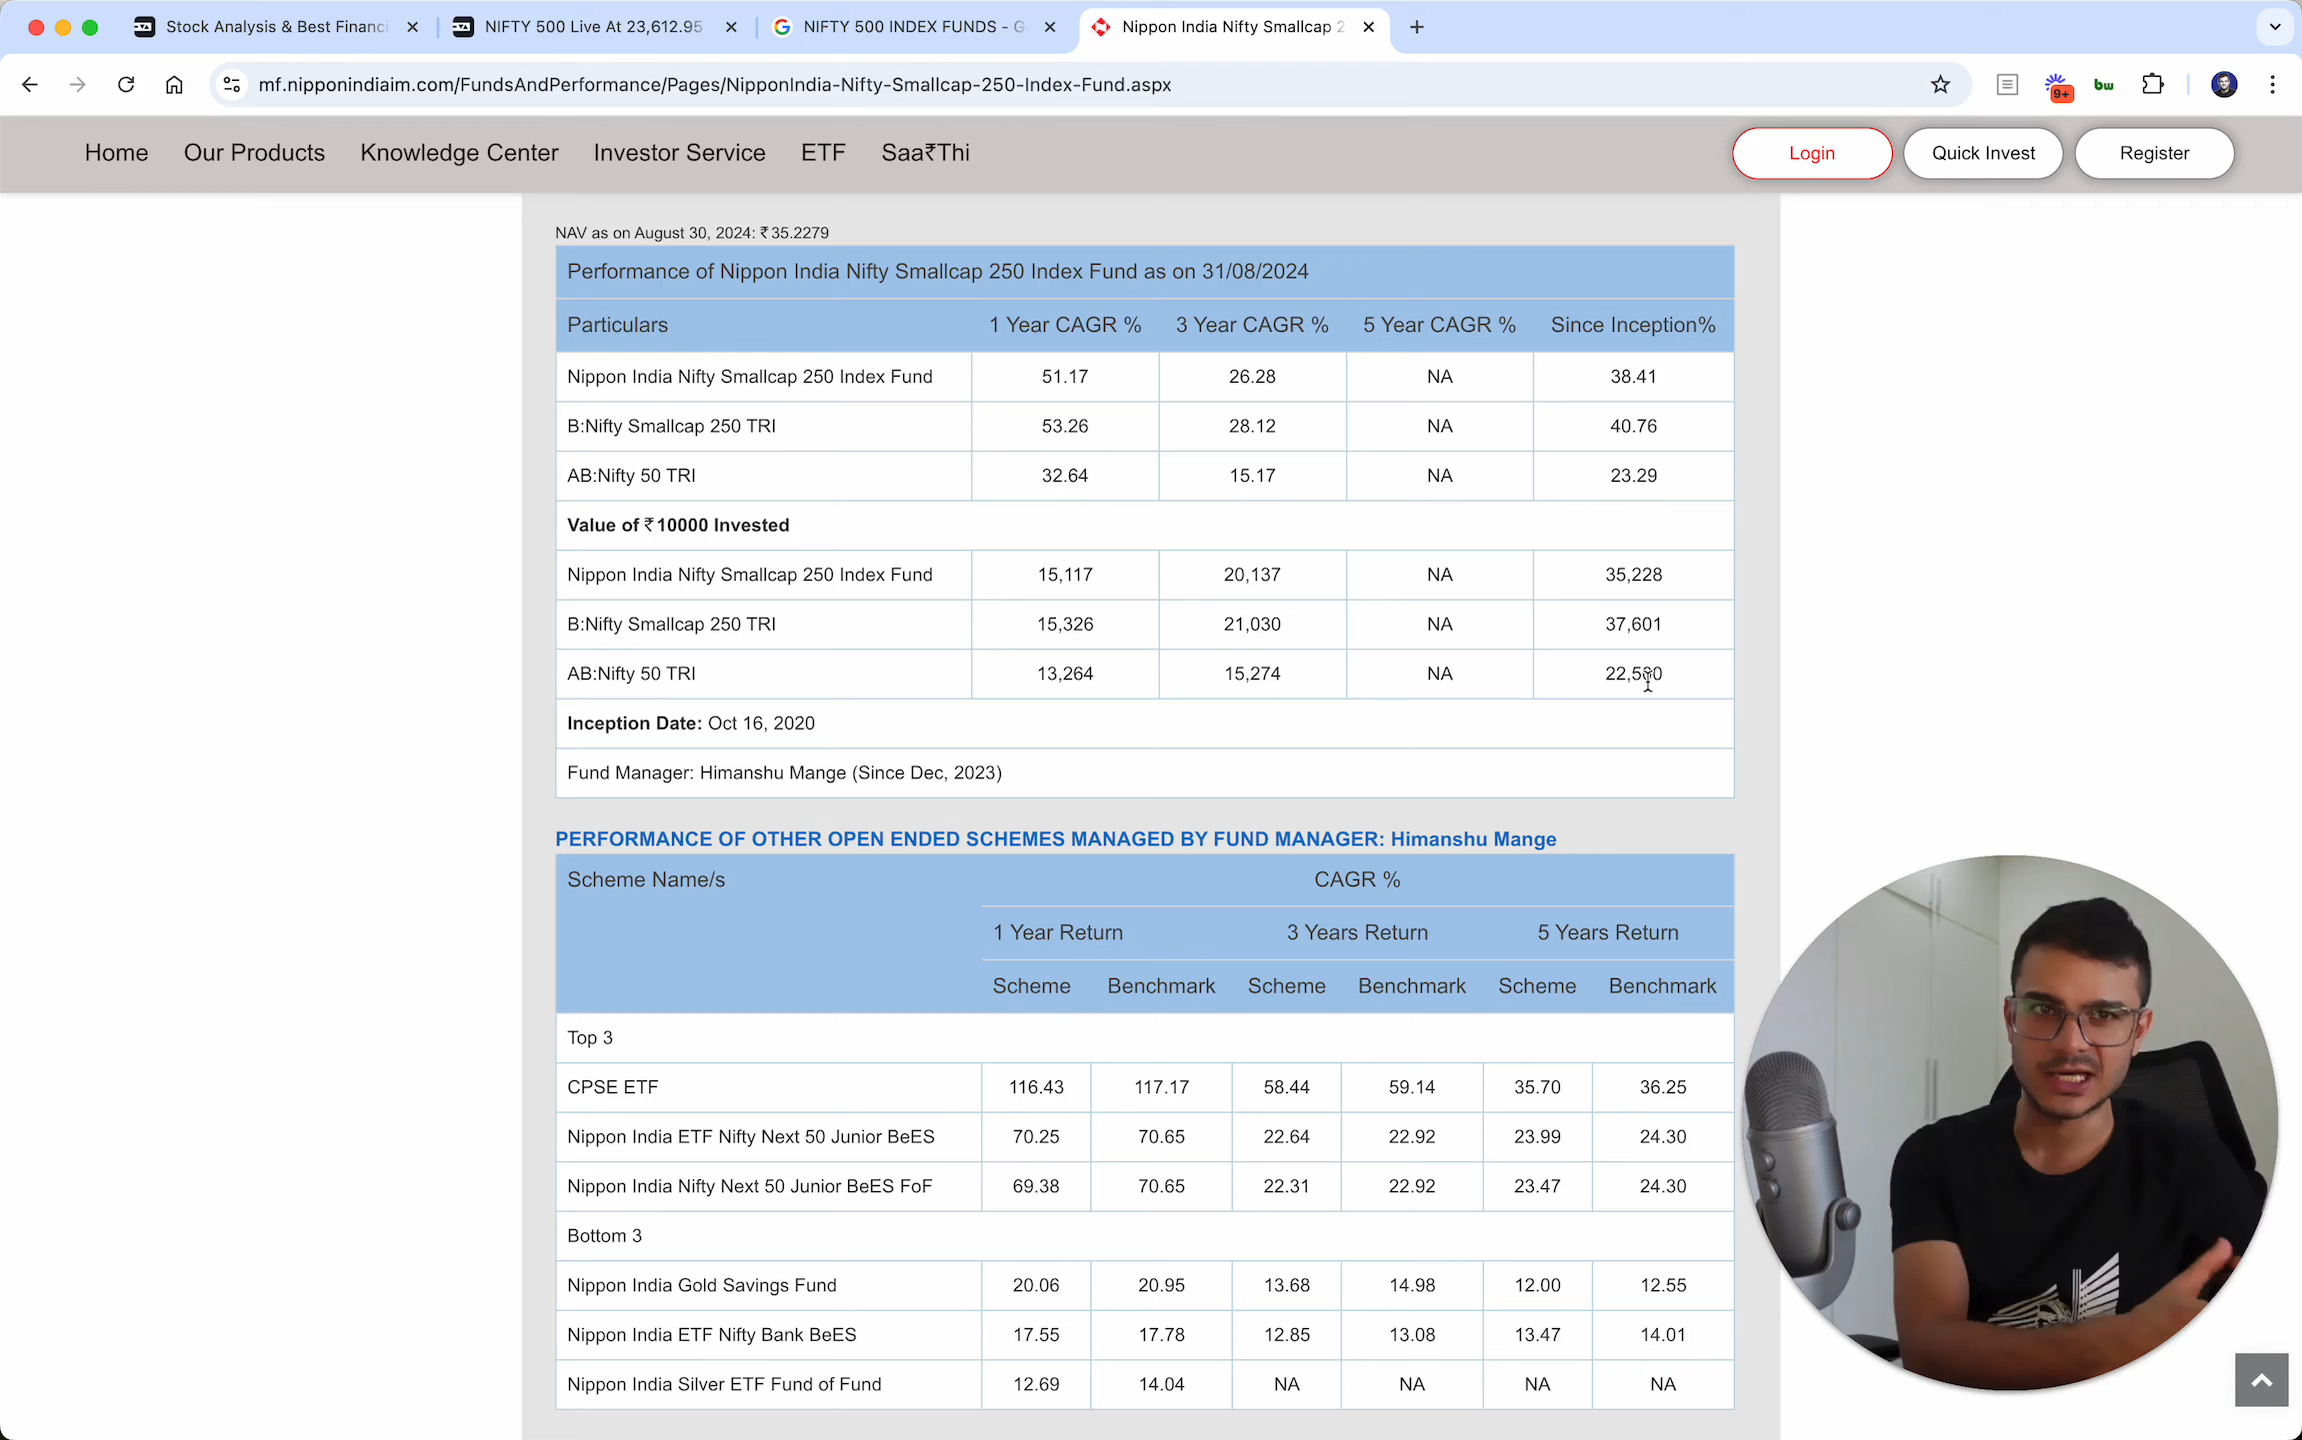 Stock Analysis & Best Financi
NIFTY 500 Live At 23,612.95
NIFTY 500 INDEX FUNDS - G
Nippon India Nifty Smallcap 2
mf.nipponindiaim.com/FundsAndPerformance/Pages/NipponIndia-Nifty-Smallcap-250-Index-Fund.aspx
9+
bw
Home Our Products Knowledge Center Investor Service ETF Saa₹Thi
Login Quick Invest Register
NAV as on August 30, 2024: ₹35.2279
Performance of Nippon India Nifty Smallcap 250 Index Fund as on 31/08/2024
Particulars 1 Year CAGR % 3 Year CAGR % 5 Year CAGR % Since Inception%
Nippon India Nifty Smallcap 250 Index Fund 51.17 26.28 NA 38.41
B:Nifty Smallcap 250 TRI 53.26 28.12 NA 40.76
AB:Nifty 50 TRI 32.64 15.17 NA 23.29
Value of ₹10000 Invested
Nippon India Nifty Smallcap 250 Index Fund 15,117 20,137 NA 35,228
B:Nifty Smallcap 250 TRI 15,326 21,030 NA 37,601
AB:Nifty 50 TRI 13,264 15,274 NA
Inception Date: Oct 16, 2020
Fund Manager: Himanshu Mange (Since Dec, 2023)
PERFORMANCE OF OTHER OPEN ENDED SCHEMES MANAGED BY FUND MANAGER: Himanshu Mange
Scheme Name/s CAGR %
1 Year Return 3 Years Return 5 Years Return
Scheme Benchmark Scheme Benchmark Scheme Benchmark
Top 3
CPSE ETF 116.43 117.17 58.44 59.14 35.70 36.25
Nippon India ETF Nifty Next 50 Junior BeES 70.25 70.65 22.64 22.92 23.99 24.30
Nippon India Nifty Next 50 Junior BeES FoF 69.38 70.65 22.31 22.92 23.47 24.30
Bottom 3
Nippon India Gold Savings Fund 20.06 20.95 13.68 14.98 12.00 12.55
Nippon India ETF Nifty Bank BeES 17.55 17.78 12.85 13.08 13.47 14.01
Nippon India Silver ETF Fund of Fund 12.69 14.04 NA NA NA NA